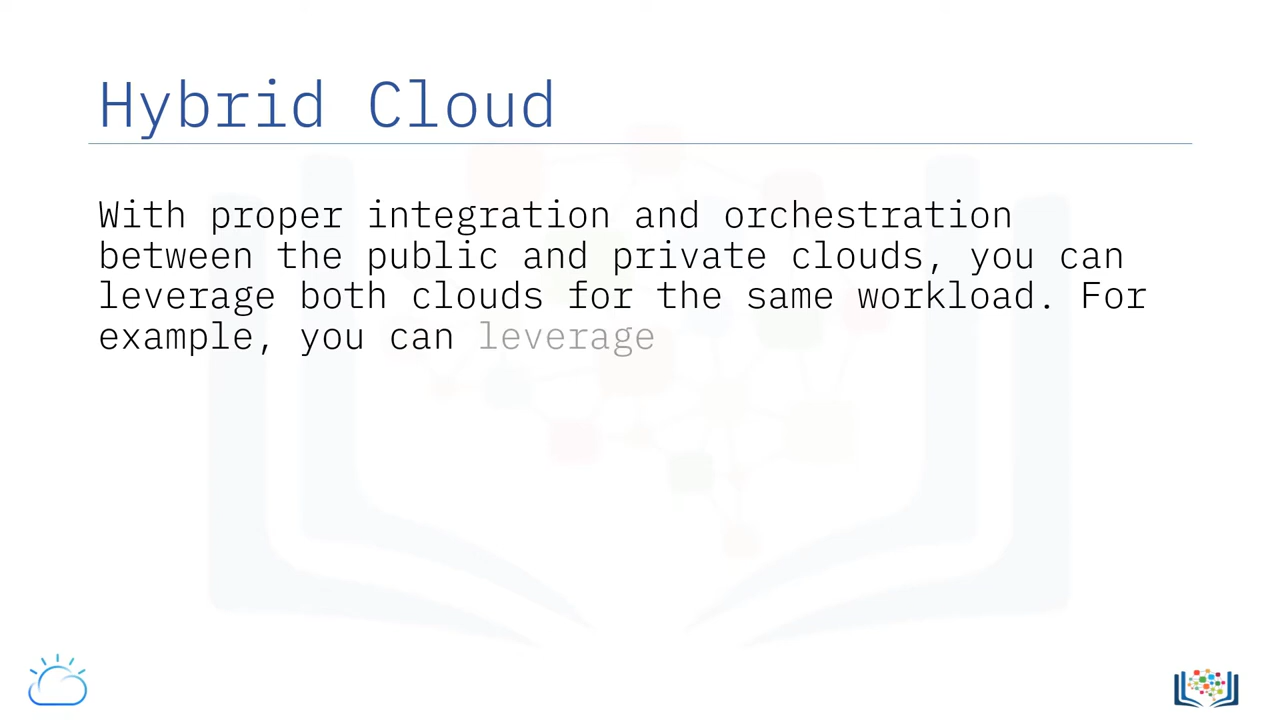 Hybrid Cloud
With proper integration and orchestration
between the public and private clouds, you can
leverage both clouds for the same workload. For
example, you can leverage